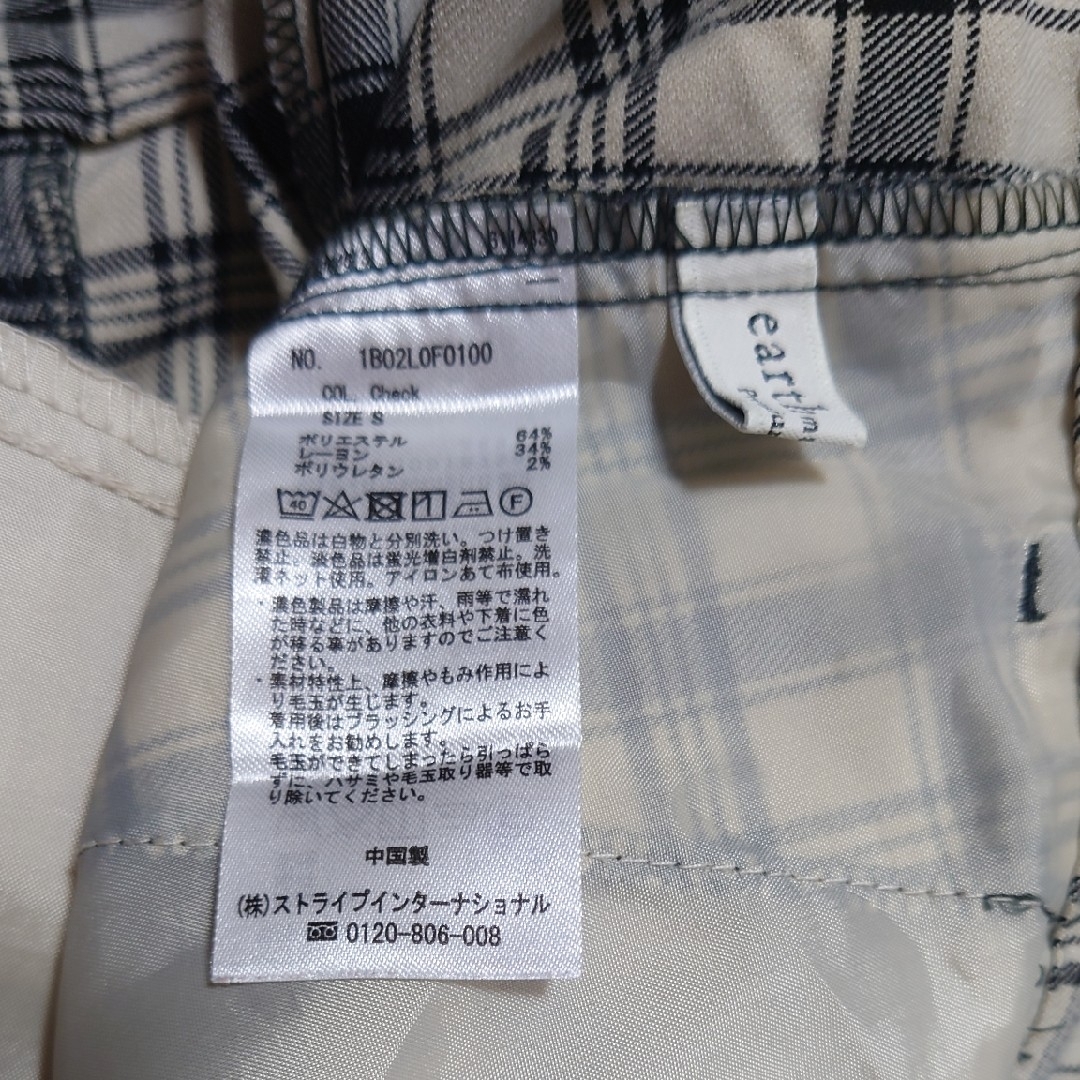 NO. 1B02L0F0100
COL. Check
SIZE S
ポリエステル 64%
レーヨン 34%
ポリウレタン 2%
40 F
濃色品は白物と分別洗い。つけ置き
禁止。淡色品は蛍光増白剤禁止。洗
濯ネット使用。アイロンあて布使用。
・濃色製品は摩擦や汗、雨等で濡れ
た時などに、他の衣料や下着に色
が移る事がありますのでご注意く
ださい。
・素材特性上、摩擦やもみ作用によ
り毛玉が生じます。
着用後はブラッシングによるお手
入れをお勧めします。
毛玉ができてしまったら引っぱら
ずに、ハサミや毛玉取り器等で取
り除いてください。
中国製
(株)ストライプインターナショナル
0120-806-008
earth